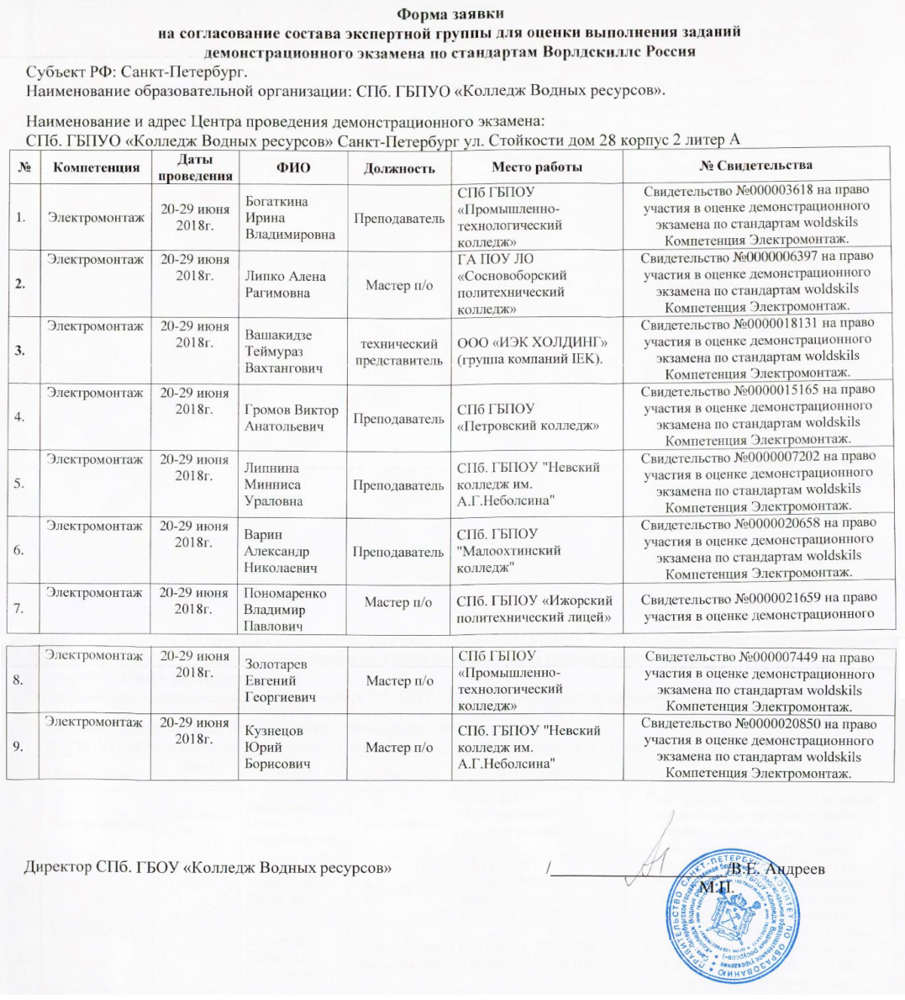 Форма заявки
на согласование состава экспертной группы для оценки выполнения заданий
демонстрационного экзамена по стандартам Ворлдскиллс Россия
Субъект РФ: Санкт-Петербург.
Наименование образовательной организации: СПб. ГБПУО «Колледж Водных ресурсов».
Наименование и адрес Центра проведения демонстрационного экзамена:
СПб. ГБПУО «Колледж Водных ресурсов» Санкт-Петербург ул. Стойкости дом 28 корпус 2 литер А
№ Компетенция Даты проведения ФИО Должность Место работы № Свидетельства
1. Электромонтаж 20-29 июня 2018г. Богаткина Ирина Владимировна Преподаватель СПб ГБПОУ «Промышленно-технологический колледж» Свидетельство №000003618 на право участия в оценке демонстрационного экзамена по стандартам woldskils Компетенция Электромонтаж.
2. Электромонтаж 20-29 июня 2018г. Липко Алена Рагимовна Мастер п/о ГА ПОУ ЛО «Сосновоборский политехнический колледж» Свидетельство №0000006397 на право участия в оценке демонстрационного экзамена по стандартам woldskils Компетенция Электромонтаж.
3. Электромонтаж 20-29 июня 2018г. Вашакидзе Теймураз Вахтангович технический представитель ООО «ИЭК ХОЛДИНГ» (группа компаний IEK). Свидетельство №0000018131 на право участия в оценке демонстрационного экзамена по стандартам woldskils Компетенция Электромонтаж.
4. Электромонтаж 20-29 июня 2018г. Громов Виктор Анатольевич Преподаватель СПб ГБПОУ «Петровский колледж» Свидетельство №0000015165 на право участия в оценке демонстрационного экзамена по стандартам woldskils Компетенция Электромонтаж.
5. Электромонтаж 20-29 июня 2018г. Липнина Минниса Ураловна Преподаватель СПб. ГБПОУ "Невский колледж им. А.Г.Неболсина" Свидетельство №0000007202 на право участия в оценке демонстрационного экзамена по стандартам woldskils Компетенция Электромонтаж.
6. Электромонтаж 20-29 июня 2018г. Варин Александр Николаевич Преподаватель СПб. ГБПОУ "Малоохтинский колледж" Свидетельство №0000020658 на право участия в оценке демонстрационного экзамена по стандартам woldskils Компетенция Электромонтаж.
7. Электромонтаж 20-29 июня 2018г. Пономаренко Владимир Павлович Мастер п/о СПб. ГБПОУ «Ижорский политехнический лицей» Свидетельство №0000021659 на право участия в оценке демонстрационного
8. Электромонтаж 20-29 июня 2018г. Золотарев Евгений Георгиевич Мастер п/о СПб ГБПОУ «Промышленно-технологический колледж» Свидетельство №000007449 на право участия в оценке демонстрационного экзамена по стандартам woldskils Компетенция Электромонтаж.
9. Электромонтаж 20-29 июня 2018г. Кузнецов Юрий Борисович Мастер п/о СПб. ГБПОУ "Невский колледж им. А.Г.Неболсина" Свидетельство №0000020850 на право участия в оценке демонстрационного экзамена по стандартам woldskils Компетенция Электромонтаж.
Директор СПб. ГБОУ «Колледж Водных ресурсов» /В.Е. Андреев
М.П.
ПРАВИТЕЛЬСТВО САНКТ-ПЕТЕРБУРГА КОМИТЕТ ПО ОБРАЗОВАНИЮ